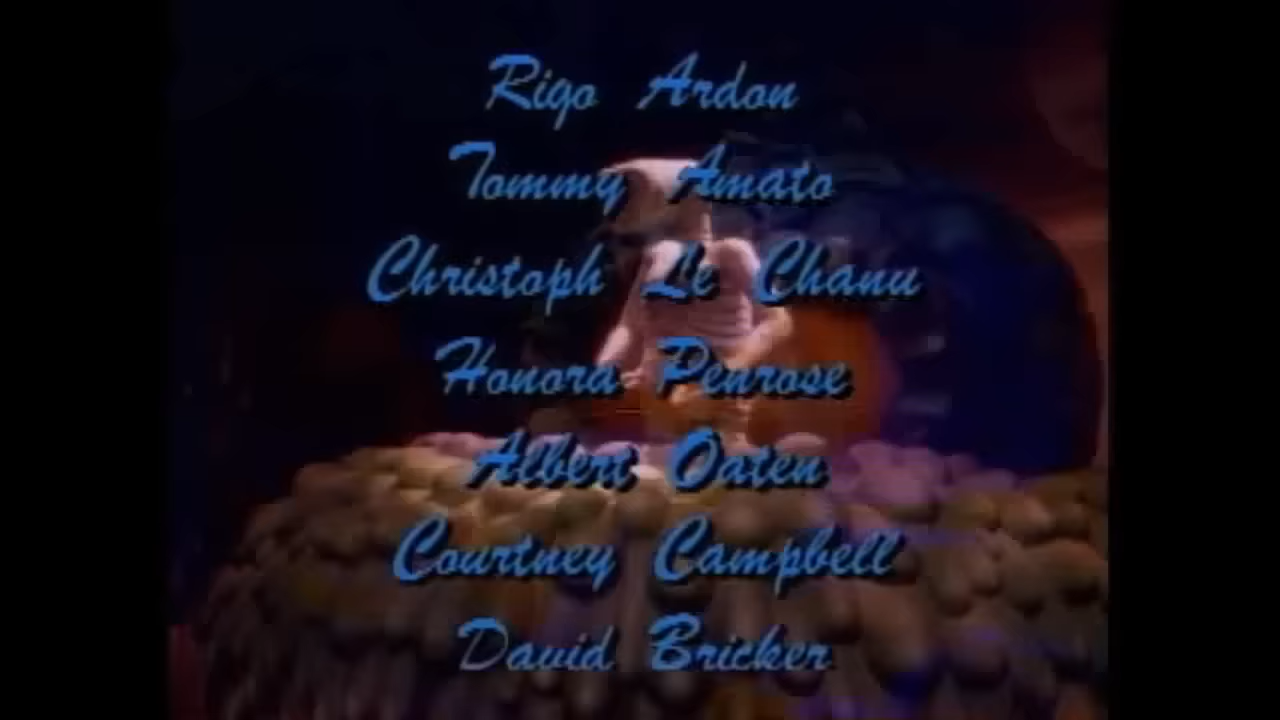 Rigo Ardon
Tommy Amato
Christoph Le Chanu
Honora Penrose
Albert Oaten
Courtney Campbell
David Bricker